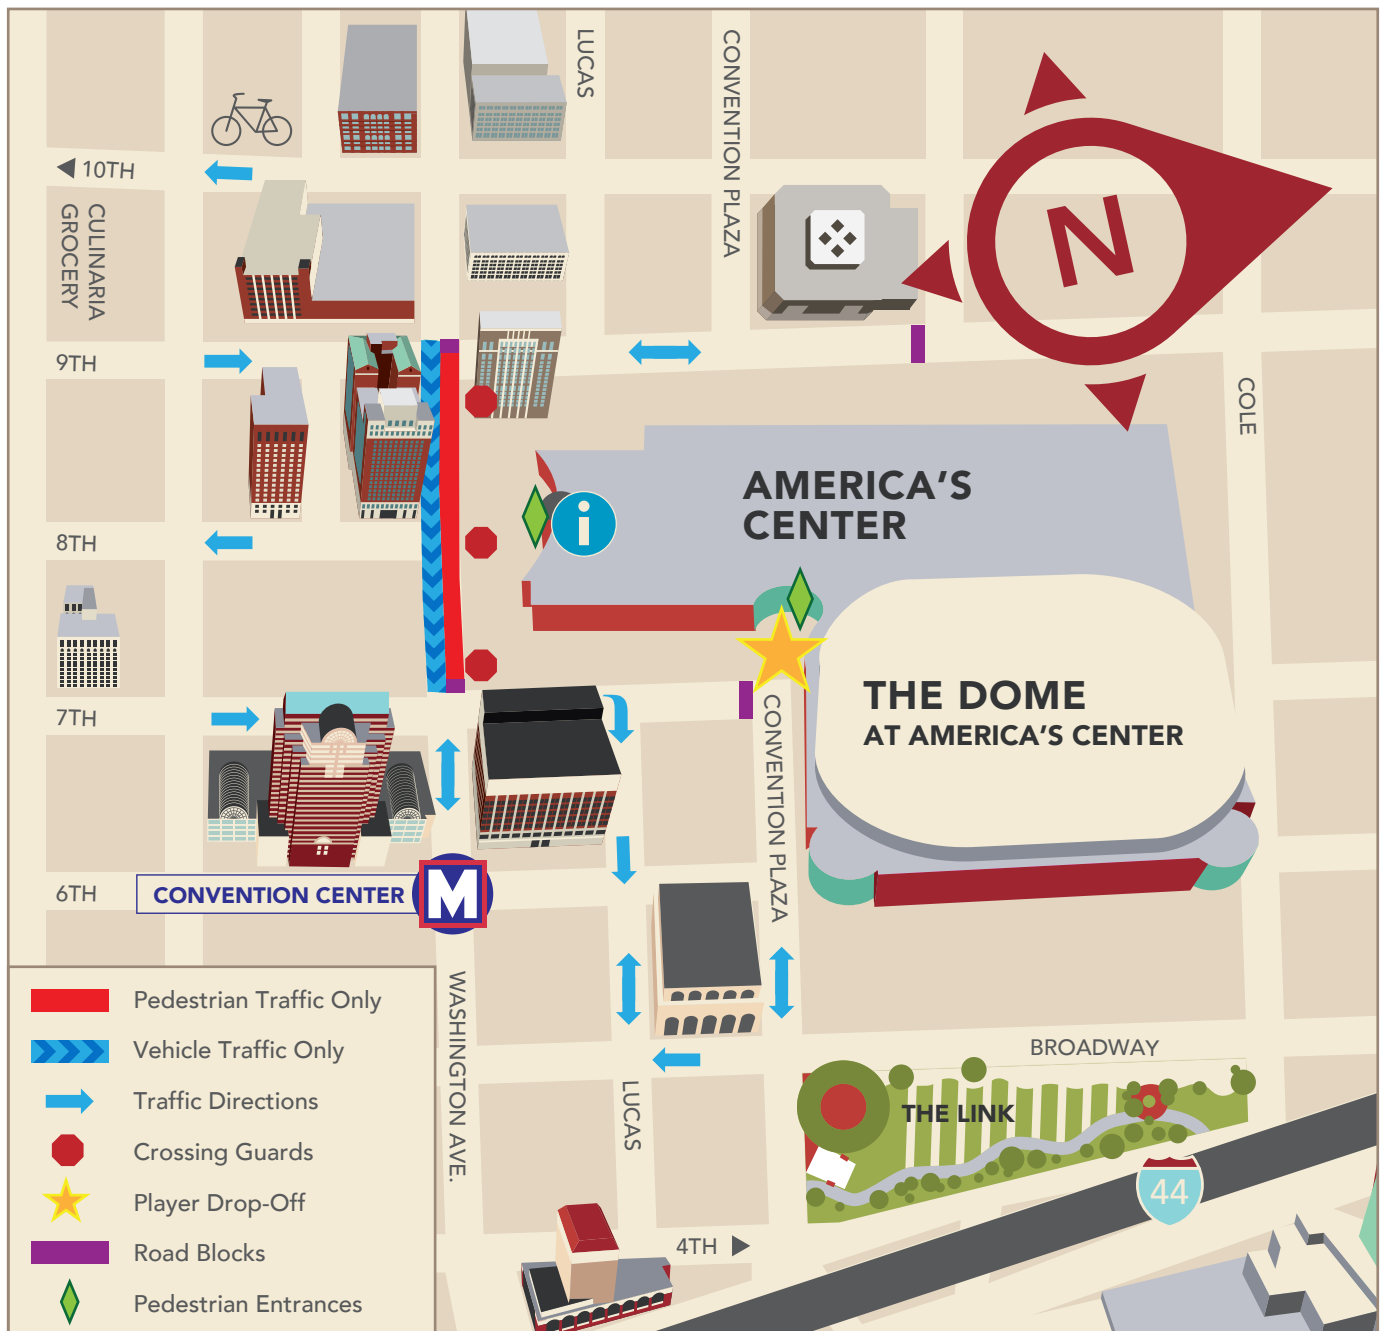 LUCAS
CONVENTION PLAZA
10TH
CULINARIA
GROCERY
N
9TH
COLE
AMERICA'S
CENTER
i
8TH
THE DOME
AT AMERICA'S CENTER
7TH
CONVENTION PLAZA
6TH
CONVENTION CENTER
M
WASHINGTON AVE.
BROADWAY
LUCAS
THE LINK
44
4TH
Pedestrian Traffic Only
Vehicle Traffic Only
Traffic Directions
Crossing Guards
Player Drop-Off
Road Blocks
Pedestrian Entrances